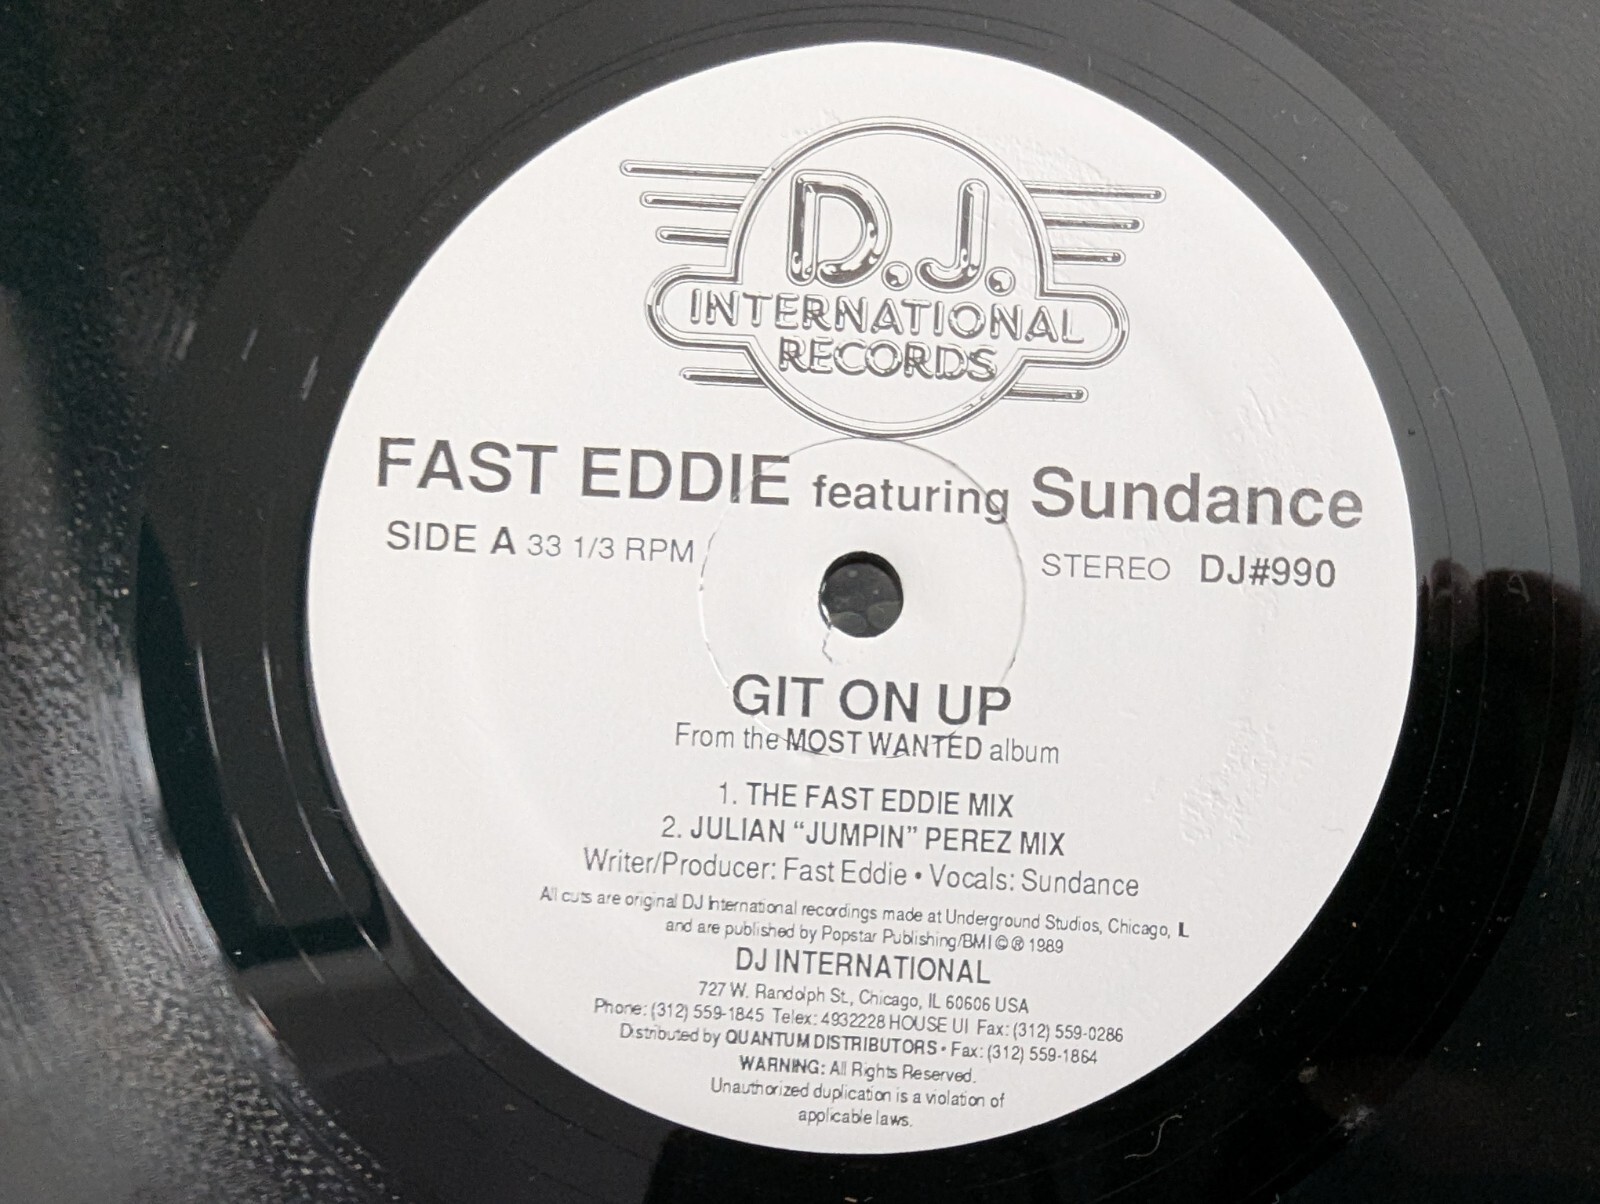 D.J.
INTERNATIONAL
RECORDS
FAST EDDIE featuring Sundance
SIDE A 33 1/3 RPM STEREO DJ#990
GIT ON UP
From the MOST WANTED album
1. THE FAST EDDIE MIX
2. JULIAN “JUMPIN” PEREZ MIX
Writer/Producer: Fast Eddie • Vocals: Sundance
All cuts are original DJ International recordings made at Underground Studios, Chicago, IL
and are published by Popstar Publishing/BMI © ® 1989
DJ INTERNATIONAL
727 W. Randolph St., Chicago, IL 60606 USA
Phone: (312) 559-1845 Telex: 4932228 HOUSE UI Fax: (312) 559-0286
Distributed by QUANTUM DISTRIBUTORS • Fax: (312) 559-1864
WARNING: All Rights Reserved.
Unauthorized duplication is a violation of
applicable laws.